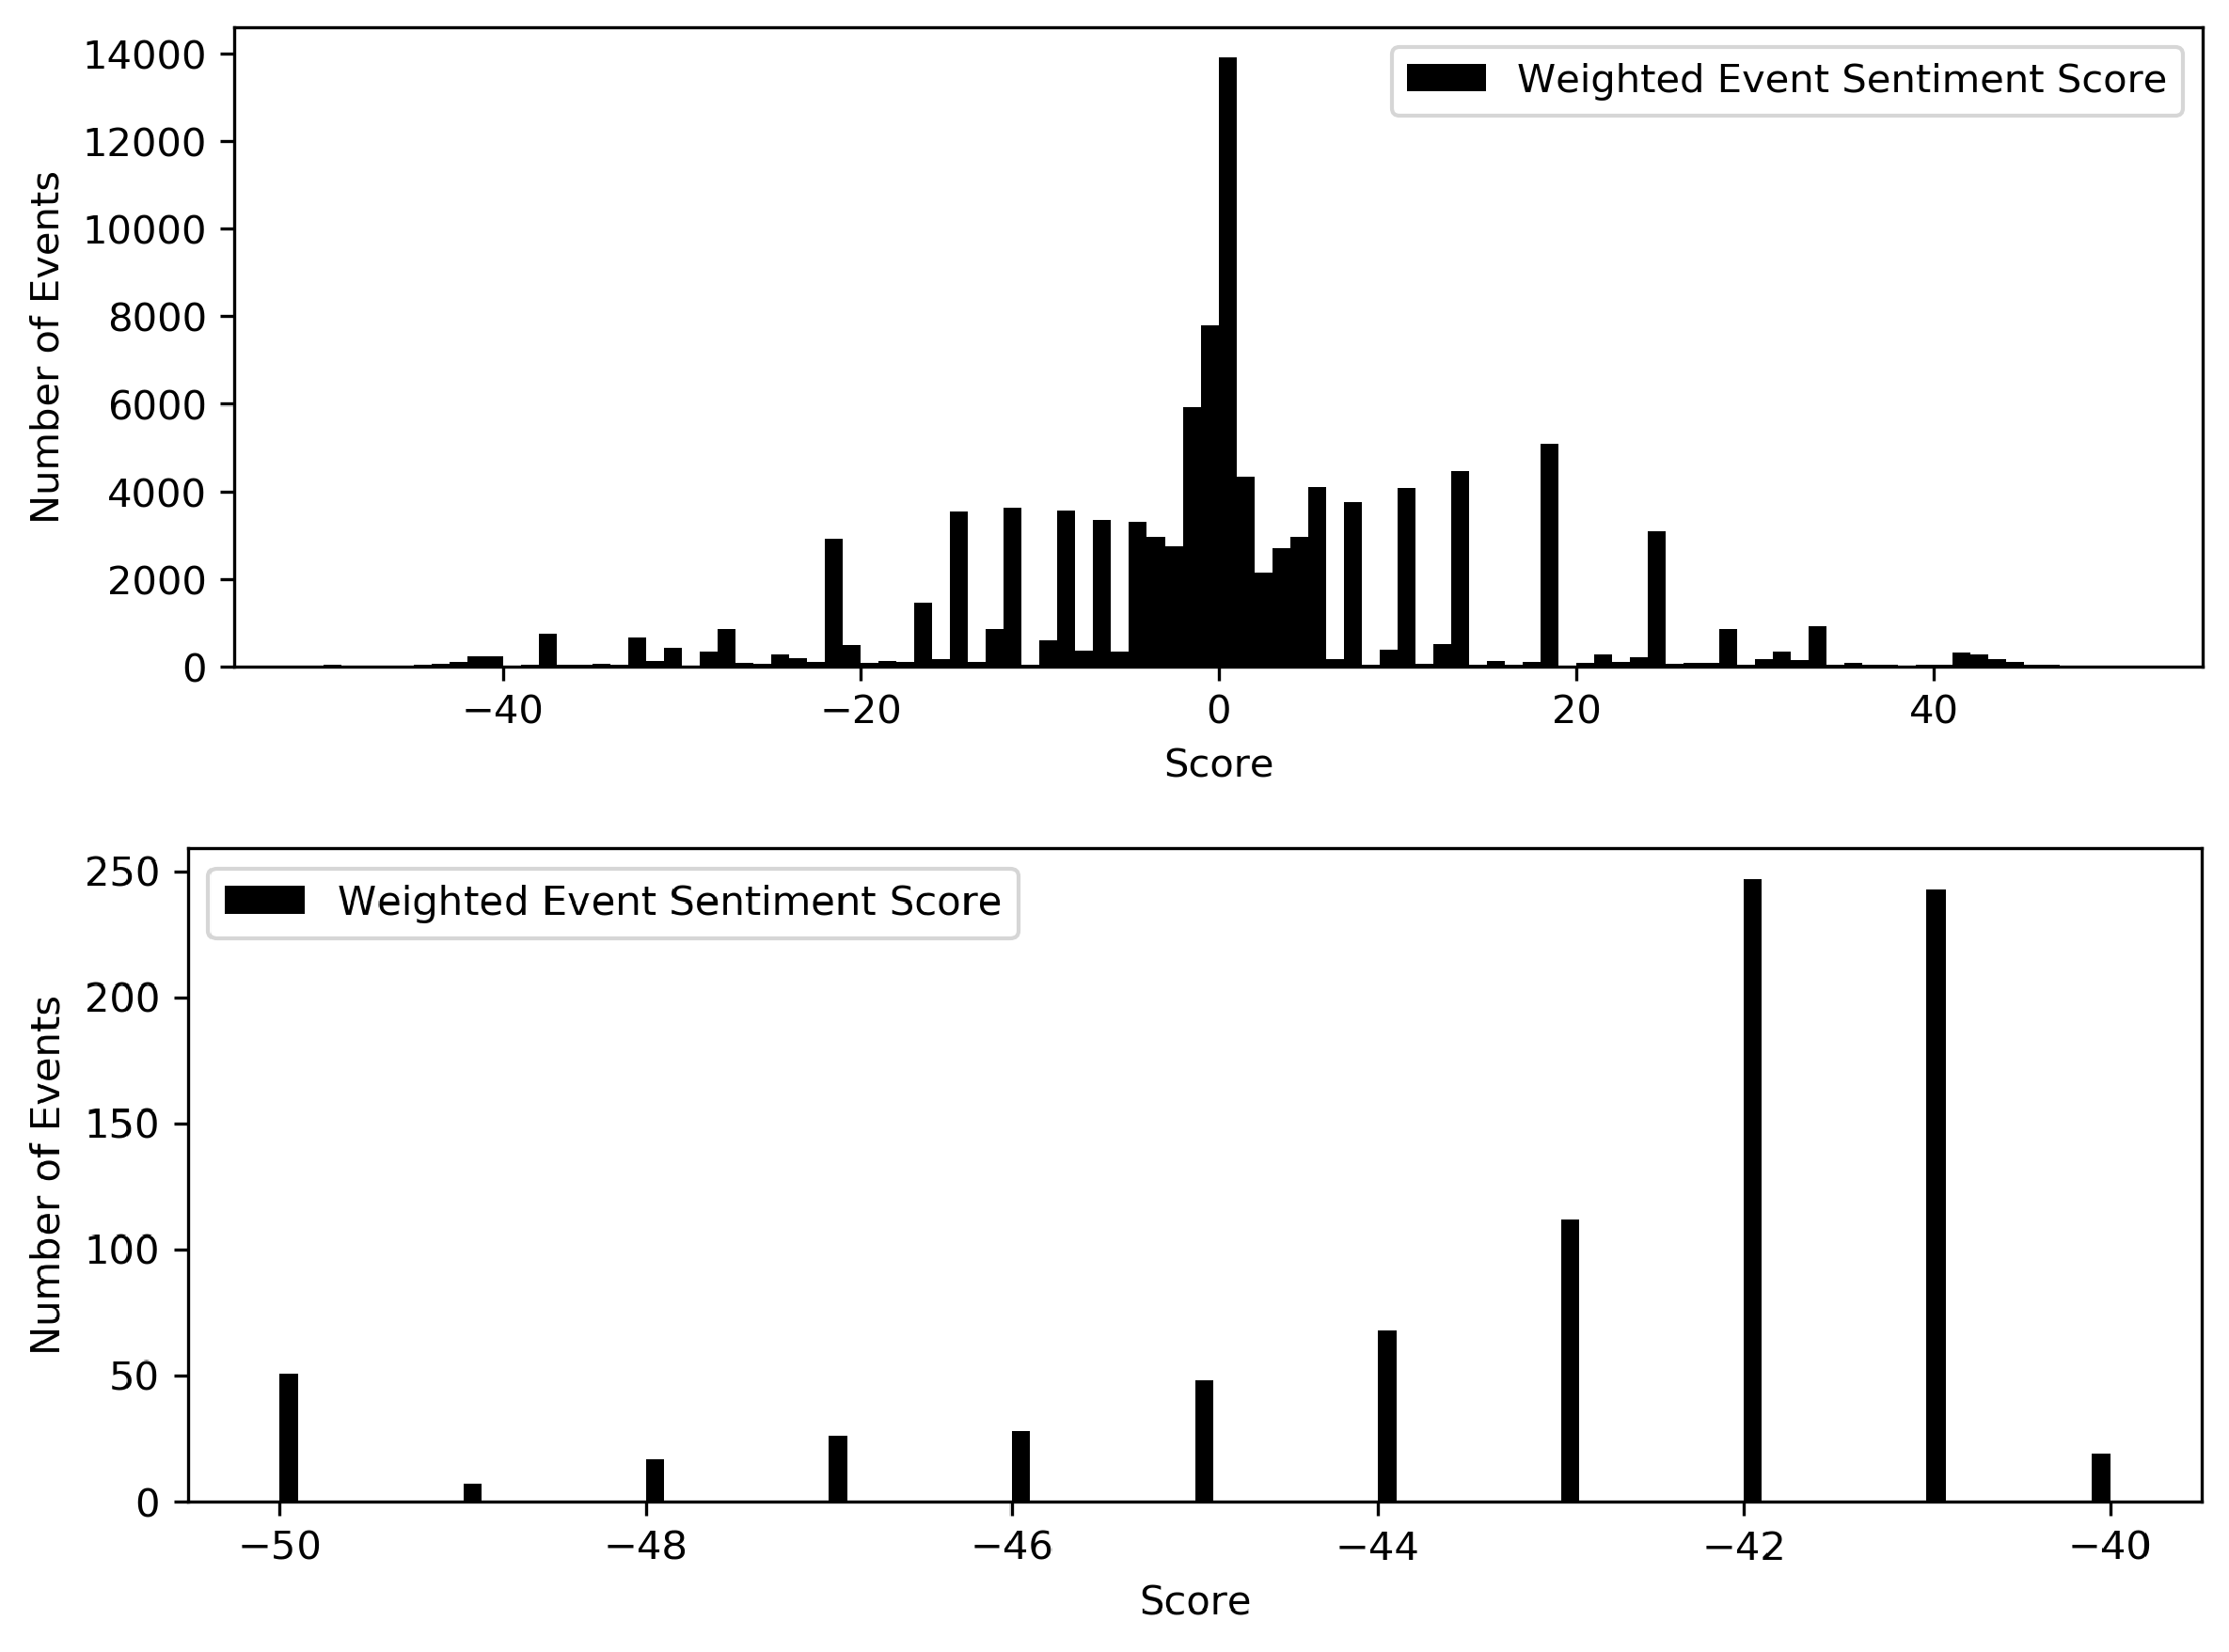 14000
12000
10000
8000
6000
4000
2000
0
Number of Events
Weighted Event Sentiment Score
−40 −20 0 20 40
Score
250
200
150
100
50
0
Number of Events
Weighted Event Sentiment Score
−50 −48 −46 −44 −42 −40
Score